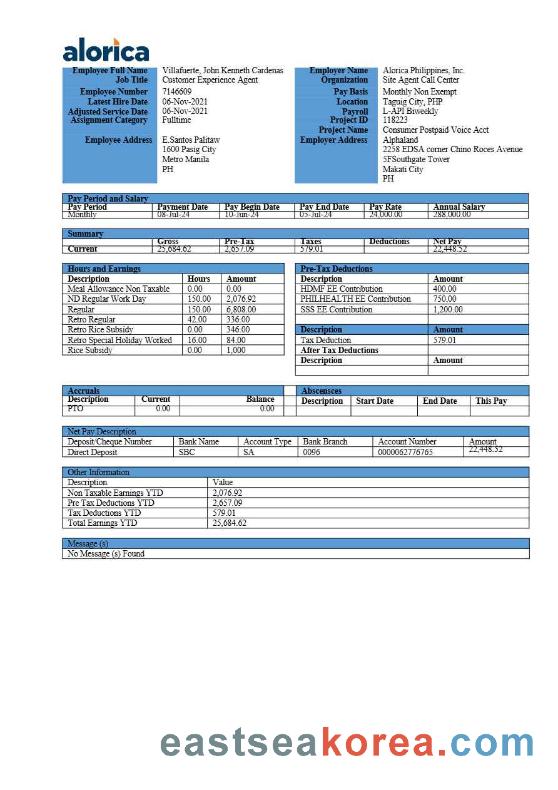 alorica
Employee Full Name Villafuerte, John Kenneth Cardenas Employer Name Alorica Philippines, Inc.
Job Title Customer Experience Agent Organization Site Agent Call Center
Employee Number 7146609 Pay Basis Monthly Non Exempt
Latest Hire Date 06-Nov-2021 Location Taguig City, PHP
Adjusted Service Date 06-Nov-2021 Payroll L-API Biweekly
Assignment Category Fulltime Project ID 118223
Project Name Consumer Postpaid Voice Acct
Employee Address E.Santos Palitaw Employer Address Alphaland
1600 Pasig City 2258 EDSA corner Chino Roces Avenue
Metro Manila 5FSouthgate Tower
PH Makati City
PH
Pay Period and Salary
Pay Period Payment Date Pay Begin Date Pay End Date Pay Rate Annual Salary
Monthly 08-Jul-24 10-Jun-24 05-Jul-24 24,000.00 288,000.00
Summary
Gross Pre-Tax Taxes Deductions Net Pay
Current 25,684.62 2,657.09 579.01 22,448.52
Hours and Earnings Pre-Tax Deductions
Description Hours Amount Description Amount
Meal Allowance Non Taxable 0.00 0.00 HDMF EE Contribution 400.00
ND Regular Work Day 150.00 2,076.92 PHILHEALTH EE Contribution 750.00
Regular 150.00 6,808.00 SSS EE Contribution 1,200.00
Retro Regular 42.00 336.00
Retro Rice Subsidy 0.00 346.00 Description Amount
Retro Special Holiday Worked 16.00 84.00 Tax Deduction 579.01
Rice Subsidy 0.00 1,000 After Tax Deductions
Description Amount
Accruals Abscensces
Description Current Balance Description Start Date End Date This Pay
PTO 0.00 0.00
Net Pay Description
Deposit/Cheque Number Bank Name Account Type Bank Branch Account Number Amount
Direct Deposit SBC SA 0096 0000062776765 22,448.52
Other Information
Description Value
Non Taxable Earnings YTD 2,076.92
Pre Tax Deductions YTD 2,657.09
Tax Deductions YTD 579.01
Total Earnings YTD 25,684.62
Message (s)
No Message (s) Found
eastseakorea.com